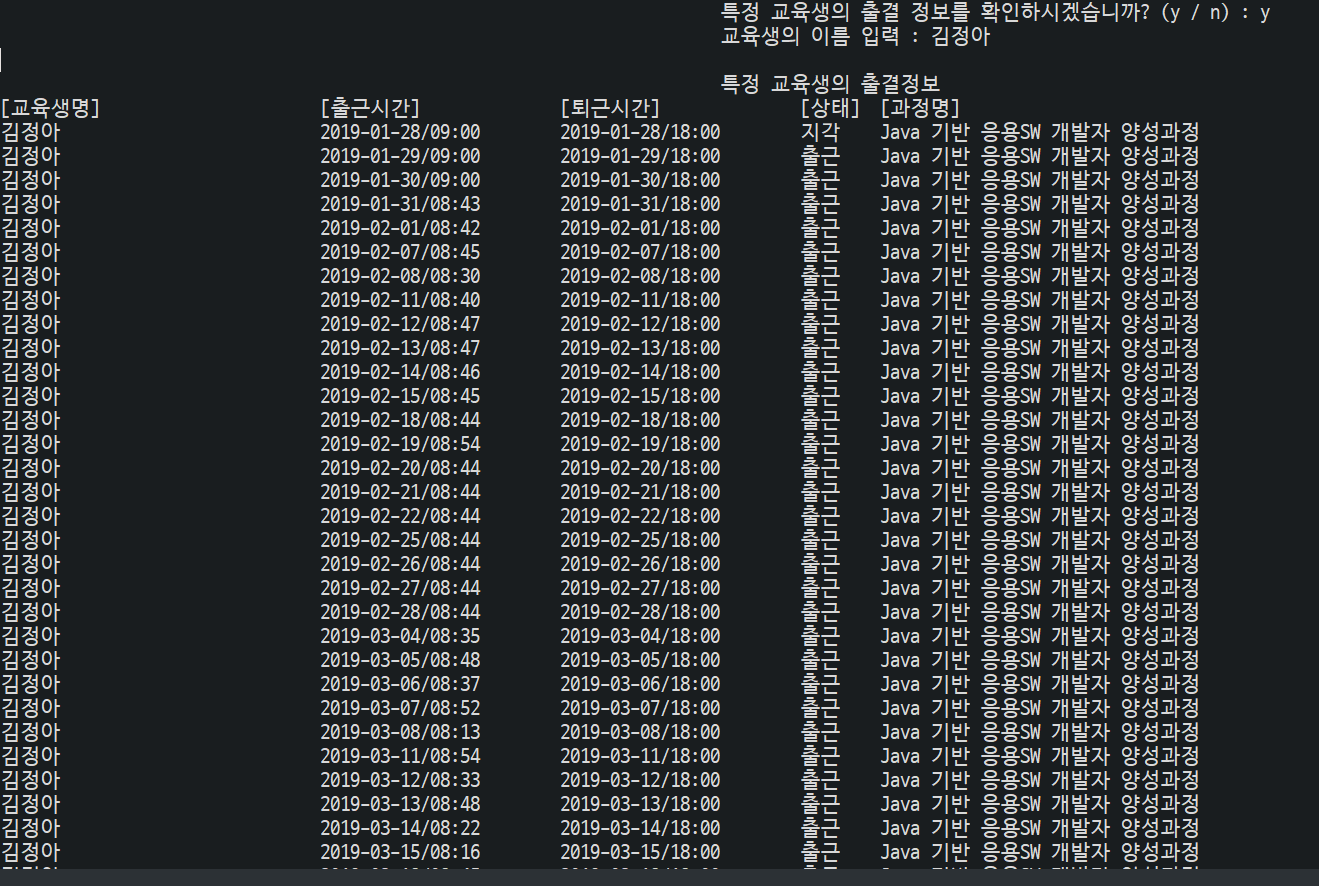 특정 교육생의 출결 정보를 확인하시겠습니까? (y / n) : y
교육생의 이름 입력 : 김정아
특정 교육생의 출결정보
[교육생명] [출근시간] [퇴근시간] [상태] [과정명]
김정아 2019-01-28/09:00 2019-01-28/18:00 지각 Java 기반 응용SW 개발자 양성과정
김정아 2019-01-29/09:00 2019-01-29/18:00 출근 Java 기반 응용SW 개발자 양성과정
김정아 2019-01-30/09:00 2019-01-30/18:00 출근 Java 기반 응용SW 개발자 양성과정
김정아 2019-01-31/08:43 2019-01-31/18:00 출근 Java 기반 응용SW 개발자 양성과정
김정아 2019-02-01/08:42 2019-02-01/18:00 출근 Java 기반 응용SW 개발자 양성과정
김정아 2019-02-07/08:45 2019-02-07/18:00 출근 Java 기반 응용SW 개발자 양성과정
김정아 2019-02-08/08:30 2019-02-08/18:00 출근 Java 기반 응용SW 개발자 양성과정
김정아 2019-02-11/08:40 2019-02-11/18:00 출근 Java 기반 응용SW 개발자 양성과정
김정아 2019-02-12/08:47 2019-02-12/18:00 출근 Java 기반 응용SW 개발자 양성과정
김정아 2019-02-13/08:47 2019-02-13/18:00 출근 Java 기반 응용SW 개발자 양성과정
김정아 2019-02-14/08:46 2019-02-14/18:00 출근 Java 기반 응용SW 개발자 양성과정
김정아 2019-02-15/08:45 2019-02-15/18:00 출근 Java 기반 응용SW 개발자 양성과정
김정아 2019-02-18/08:44 2019-02-18/18:00 출근 Java 기반 응용SW 개발자 양성과정
김정아 2019-02-19/08:54 2019-02-19/18:00 출근 Java 기반 응용SW 개발자 양성과정
김정아 2019-02-20/08:44 2019-02-20/18:00 출근 Java 기반 응용SW 개발자 양성과정
김정아 2019-02-21/08:44 2019-02-21/18:00 출근 Java 기반 응용SW 개발자 양성과정
김정아 2019-02-22/08:44 2019-02-22/18:00 출근 Java 기반 응용SW 개발자 양성과정
김정아 2019-02-25/08:44 2019-02-25/18:00 출근 Java 기반 응용SW 개발자 양성과정
김정아 2019-02-26/08:44 2019-02-26/18:00 출근 Java 기반 응용SW 개발자 양성과정
김정아 2019-02-27/08:44 2019-02-27/18:00 출근 Java 기반 응용SW 개발자 양성과정
김정아 2019-02-28/08:44 2019-02-28/18:00 출근 Java 기반 응용SW 개발자 양성과정
김정아 2019-03-04/08:35 2019-03-04/18:00 출근 Java 기반 응용SW 개발자 양성과정
김정아 2019-03-05/08:48 2019-03-05/18:00 출근 Java 기반 응용SW 개발자 양성과정
김정아 2019-03-06/08:37 2019-03-06/18:00 출근 Java 기반 응용SW 개발자 양성과정
김정아 2019-03-07/08:52 2019-03-07/18:00 출근 Java 기반 응용SW 개발자 양성과정
김정아 2019-03-08/08:13 2019-03-08/18:00 출근 Java 기반 응용SW 개발자 양성과정
김정아 2019-03-11/08:54 2019-03-11/18:00 출근 Java 기반 응용SW 개발자 양성과정
김정아 2019-03-12/08:33 2019-03-12/18:00 출근 Java 기반 응용SW 개발자 양성과정
김정아 2019-03-13/08:48 2019-03-13/18:00 출근 Java 기반 응용SW 개발자 양성과정
김정아 2019-03-14/08:22 2019-03-14/18:00 출근 Java 기반 응용SW 개발자 양성과정
김정아 2019-03-15/08:16 2019-03-15/18:00 출근 Java 기반 응용SW 개발자 양성과정